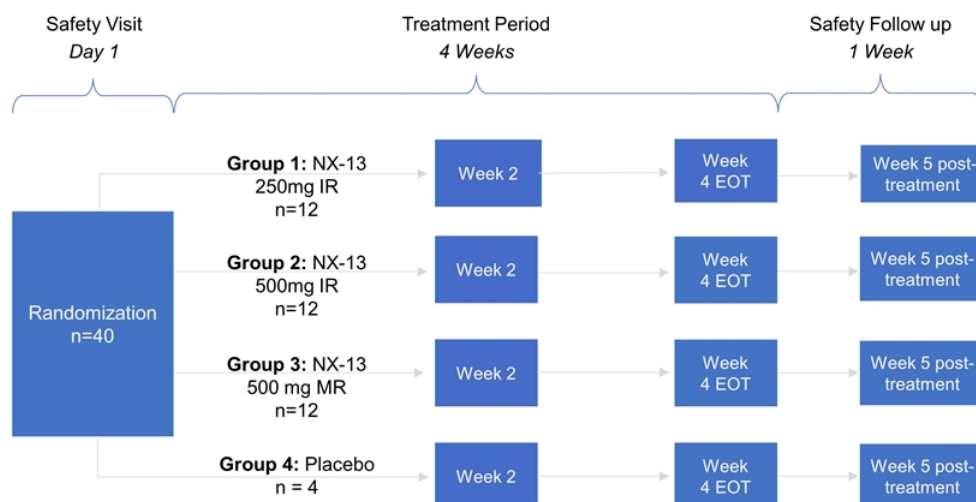 Safety Visit
Day 1
Treatment Period
4 Weeks
Safety Follow up
1 Week
Randomization
n=40
Group 1: NX-13
250mg IR
n=12
Week 2
Week
4 EOT
Week 5 post-
treatment
Group 2: NX-13
500mg IR
n=12
Week 2
Week
4 EOT
Week 5 post-
treatment
Group 3: NX-13
500 mg MR
n=12
Week 2
Week
4 EOT
Week 5 post-
treatment
Group 4: Placebo
n = 4
Week 2
Week
4 EOT
Week 5 post-
treatment